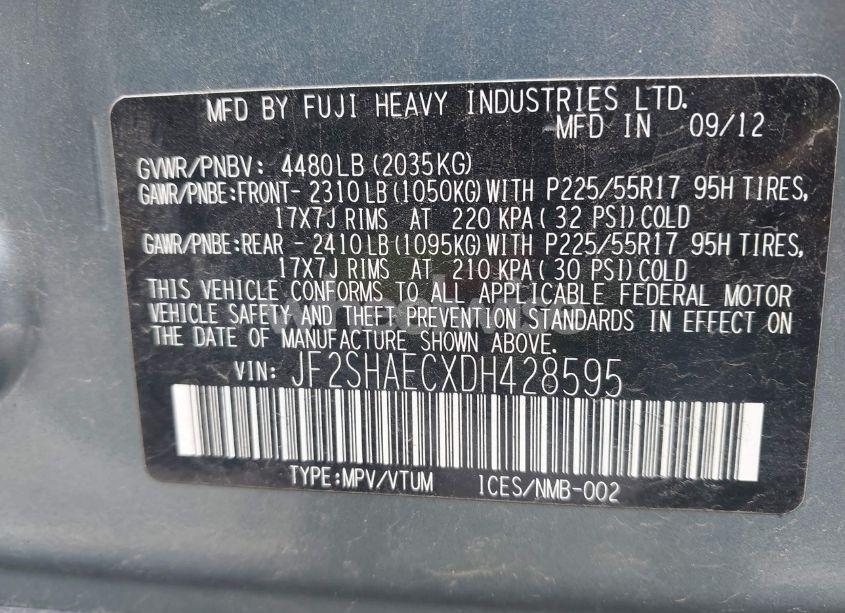 MFD BY FUJI HEAVY INDUSTRIES LTD.
MFD IN 09/12
GVWR/PNBV: 4480LB (2035KG)
GAWR/PNBE:FRONT- 2310LB (1050KG) WITH P225/55R17 95H TIRES,
17X7J RIMS AT 220 KPA ( 32 PSI) COLD
GAWR/PNBE:REAR - 2410LB (1095KG) WITH P225/55R17 95H TIRES,
17X7J RIMS AT 210 KPA ( 30 PSI) COLD
THIS VEHICLE CONFORMS TO ALL APPLICABLE FEDERAL MOTOR
VEHICLE SAFETY AND THEFT PREVENTION STANDARDS IN EFFECT ON
THE DATE OF MANUFACTURE SHOWN ABOVE.
VIN: JF2SHAECXDH428595
TYPE:MPV/VTUM ICES/NMB-002